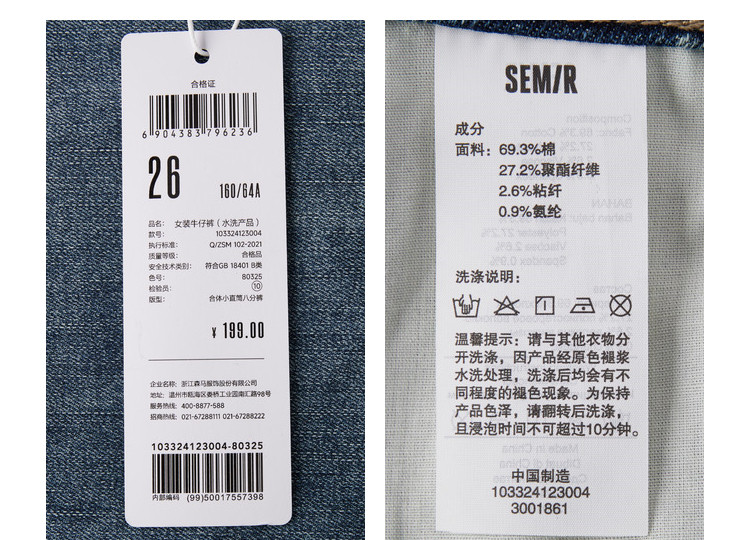 合格证
6904383796236
26
160/64A
品名: 女装牛仔裤（水洗产品）
款号: 103324123004
执行标准: Q/ZSM 102-2021
质量等级: 合格品
安全技术类别: 符合GB 18401 B类
色号: 80325
检验员: 10
版型: 合体小直筒八分裤
¥ 199.00
企业名称: 浙江森马服饰股份有限公司
地址: 温州市瓯海区娄桥工业园南汇路98号
服务热线: 400-8877-588
招商热线: 021-67288111 021-67288222
103324123004-80325
内部编码 (99)50017557398
SEMIR
成分
面料: 69.3%棉
27.2%聚酯纤维
2.6%粘纤
0.9%氨纶
洗涤说明:
温馨提示：请与其他衣物分
开洗涤，因产品经原色褪浆
水洗处理，洗涤后均会有不
同程度的褪色现象。为保持
产品色泽，请翻转后洗涤，
且浸泡时间不可超过10分钟。
中国制造
103324123004
3001861